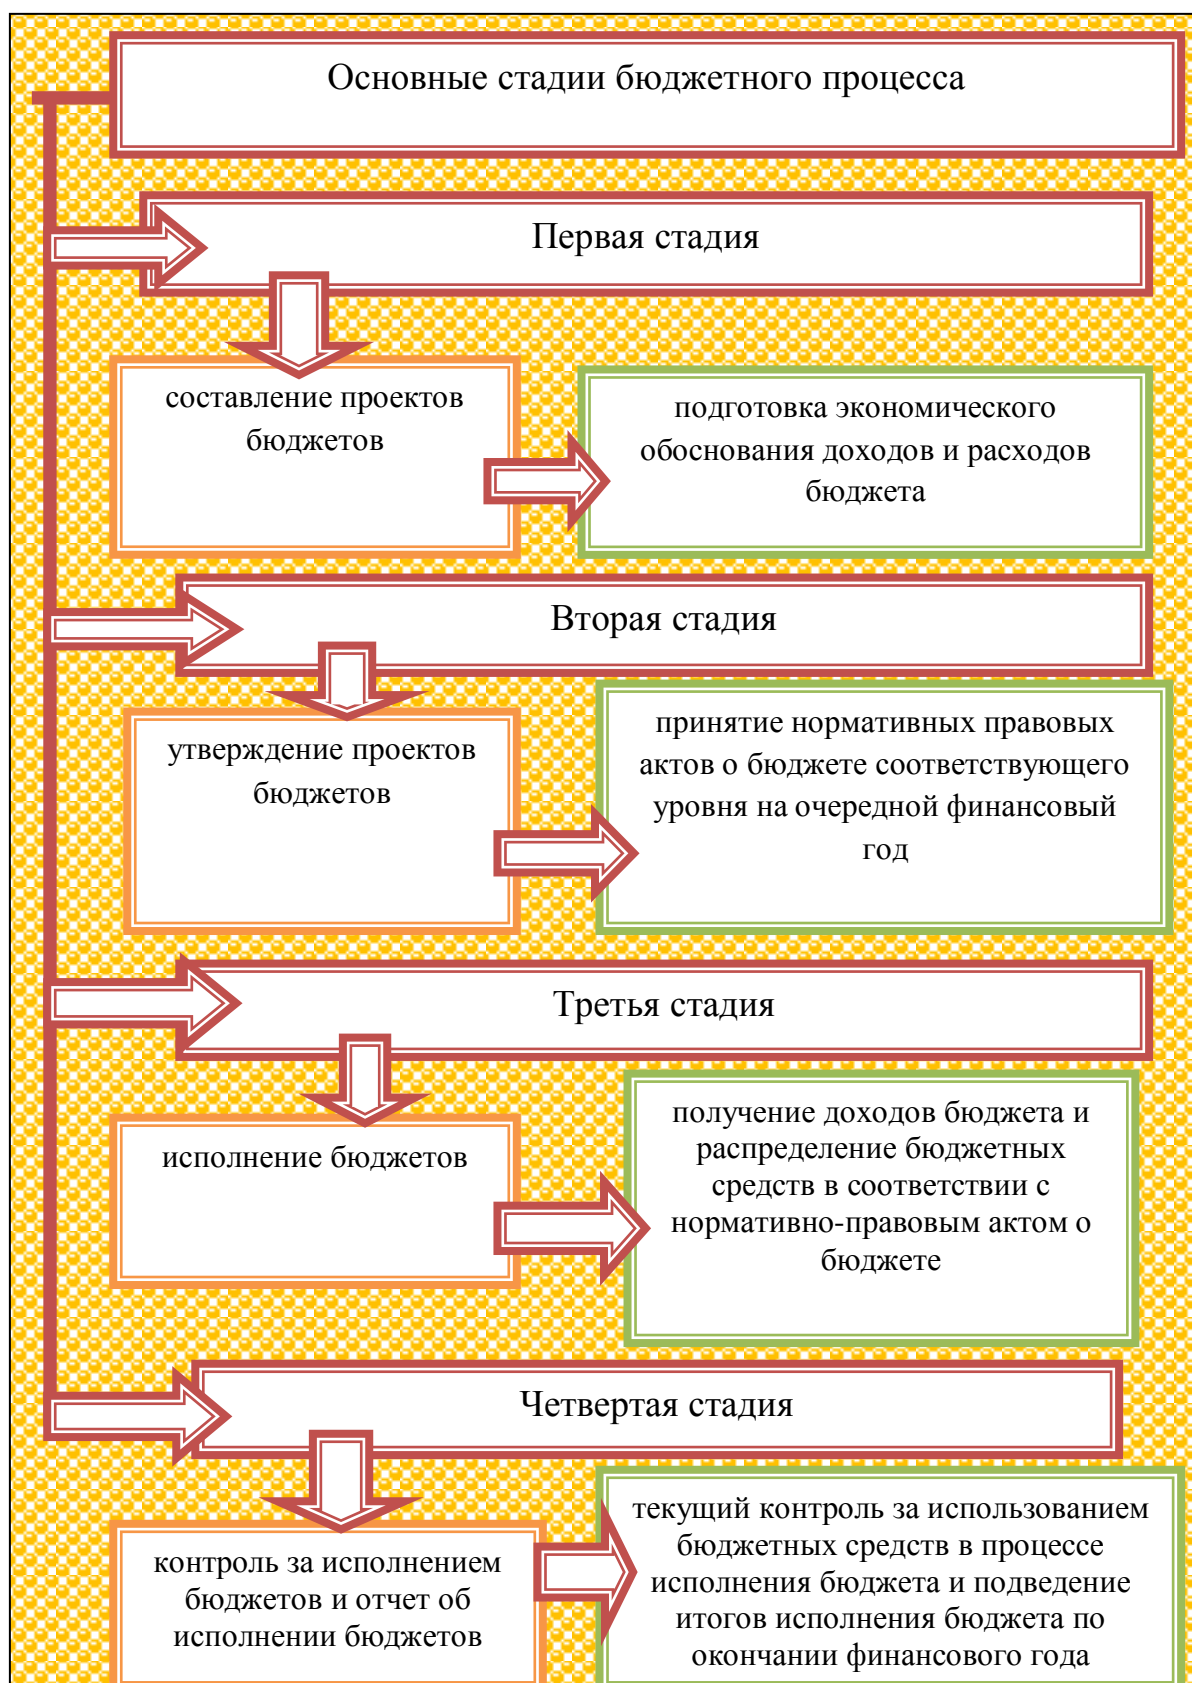 Основные стадии бюджетного процесса
Первая стадия
составление проектов
бюджетов
подготовка экономического
обоснования доходов и расходов
бюджета
Вторая стадия
утверждение проектов
бюджетов
принятие нормативных правовых
актов о бюджете соответствующего
уровня на очередной финансовый
год
Третья стадия
исполнение бюджетов
получение доходов бюджета и
распределение бюджетных
средств в соответствии с
нормативно-правовым актом о
бюджете
Четвертая стадия
контроль за исполнением
бюджетов и отчет об
исполнении бюджетов
текущий контроль за использованием
бюджетных средств в процессе
исполнения бюджета и подведение
итогов исполнения бюджета по
окончании финансового года